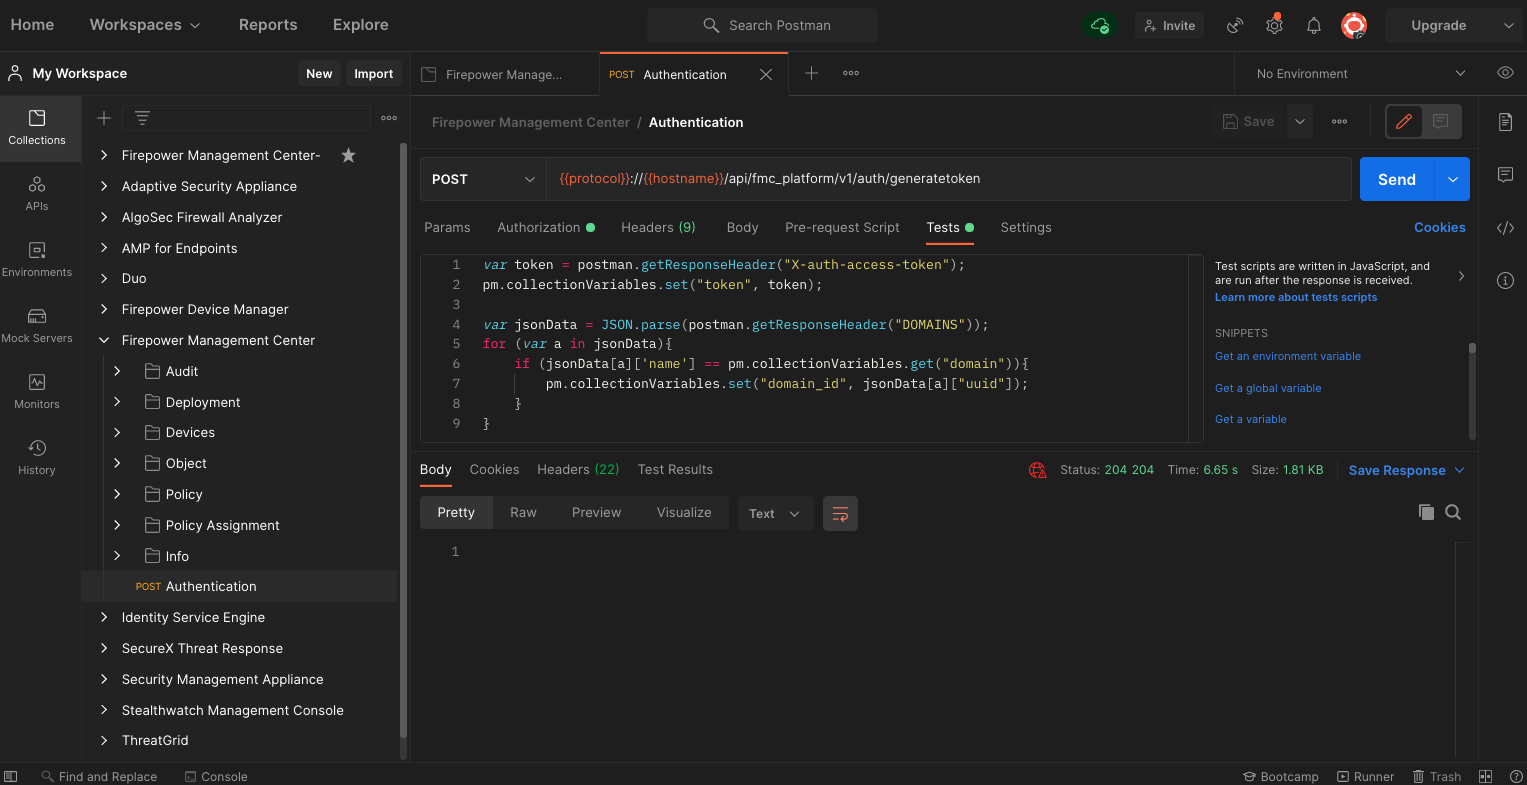 Home Workspaces Reports Explore Search Postman Invite Upgrade
My Workspace New Import Firepower Manage... POST Authentication ooo No Environment
Collections
APIs
Environments
Mock Servers
Monitors
History
ooo
Firepower Management Center-
Adaptive Security Appliance
AlgoSec Firewall Analyzer
AMP for Endpoints
Duo
Firepower Device Manager
Firepower Management Center
Audit
Deployment
Devices
Object
Policy
Policy Assignment
Info
POST Authentication
Identity Service Engine
SecureX Threat Response
Security Management Appliance
Stealthwatch Management Console
ThreatGrid
Firepower Management Center / Authentication Save ooo
POST {{protocol}}://{{hostname}}/api/fmc_platform/v1/auth/generatetoken Send
Params Authorization Headers (9) Body Pre-request Script Tests Settings Cookies
1 var token = postman.getResponseHeader("X-auth-access-token");
2 pm.collectionVariables.set("token", token);
3
4 var jsonData = JSON.parse(postman.getResponseHeader("DOMAINS"));
5 for (var a in jsonData){
6 if (jsonData[a]['name'] == pm.collectionVariables.get("domain")){
7 pm.collectionVariables.set("domain_id", jsonData[a]["uuid"]);
8 }
9 }
Test scripts are written in JavaScript, and
are run after the response is received.
Learn more about tests scripts
SNIPPETS
Get an environment variable
Get a global variable
Get a variable
Body Cookies Headers (22) Test Results Status: 204 204 Time: 6.65 s Size: 1.81 KB Save Response
Pretty Raw Preview Visualize Text
1
Find and Replace Console Bootcamp Runner Trash